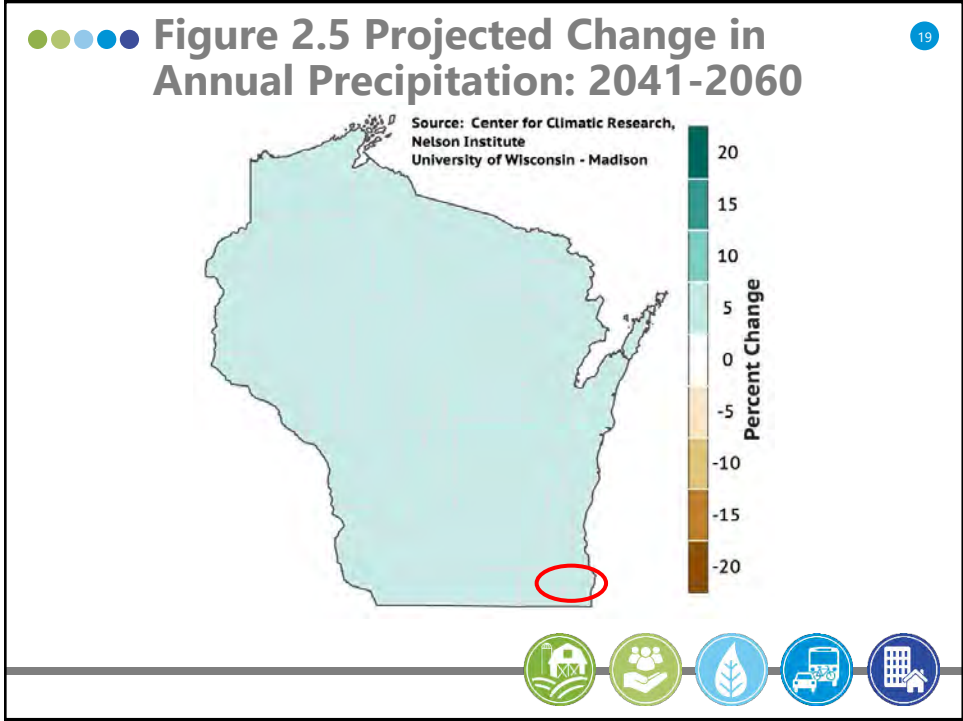 Figure 2.5 Projected Change in
Annual Precipitation: 2041-2060
19
Source: Center for Climatic Research,
Nelson Institute
University of Wisconsin - Madison
20
15
10
5
0
-5
-10
-15
-20
Percent Change